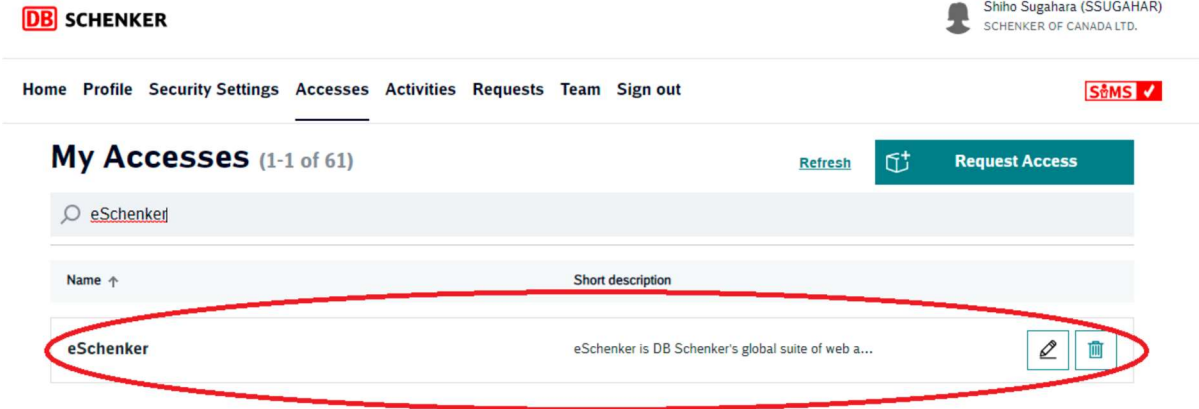 DB SCHENKER
Shiho Sugahara (SSUGAHAR)
SCHENKER OF CANADA LTD.
Home Profile Security Settings Accesses Activities Requests Team Sign out
SiMS
My Accesses (1-1 of 61)
Refresh
Request Access
eSchenker
Name ↑
Short description
eSchenker
eSchenker is DB Schenker's global suite of web a...